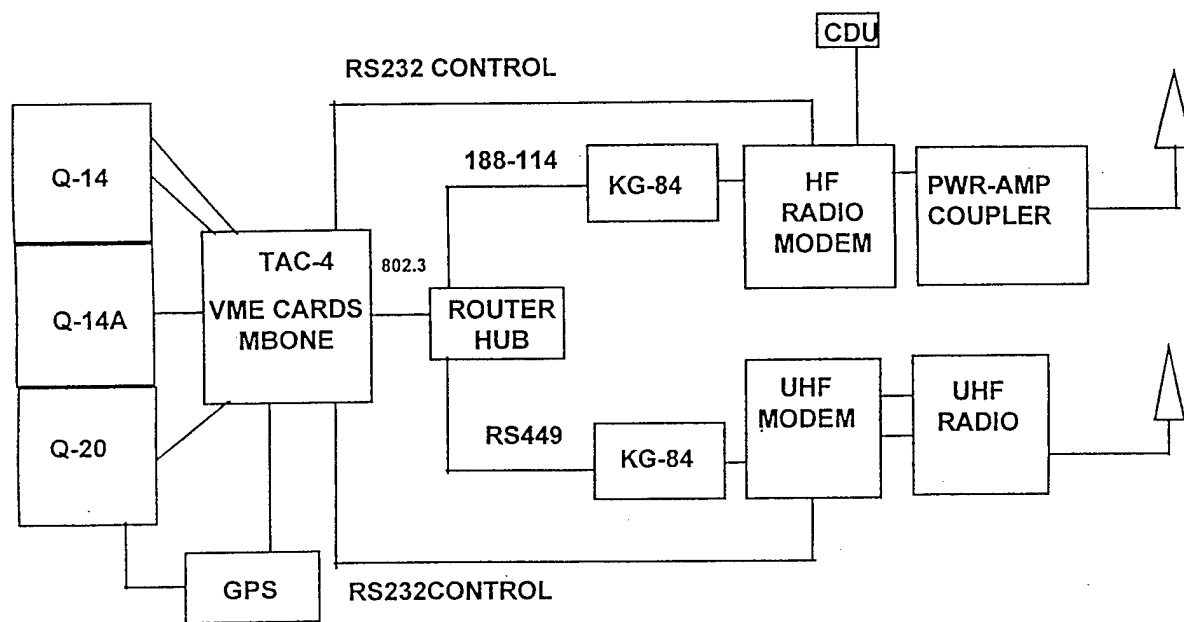 CDU
RS232 CONTROL
Q-14
188-114
KG-84
HF
RADIO
MODEM
PWR-AMP
COUPLER
TAC-4
VME CARDS
MBONE
802.3
Q-14A
ROUTER
HUB
Q-20
RS449
KG-84
UHF
MODEM
UHF
RADIO
GPS
RS232CONTROL